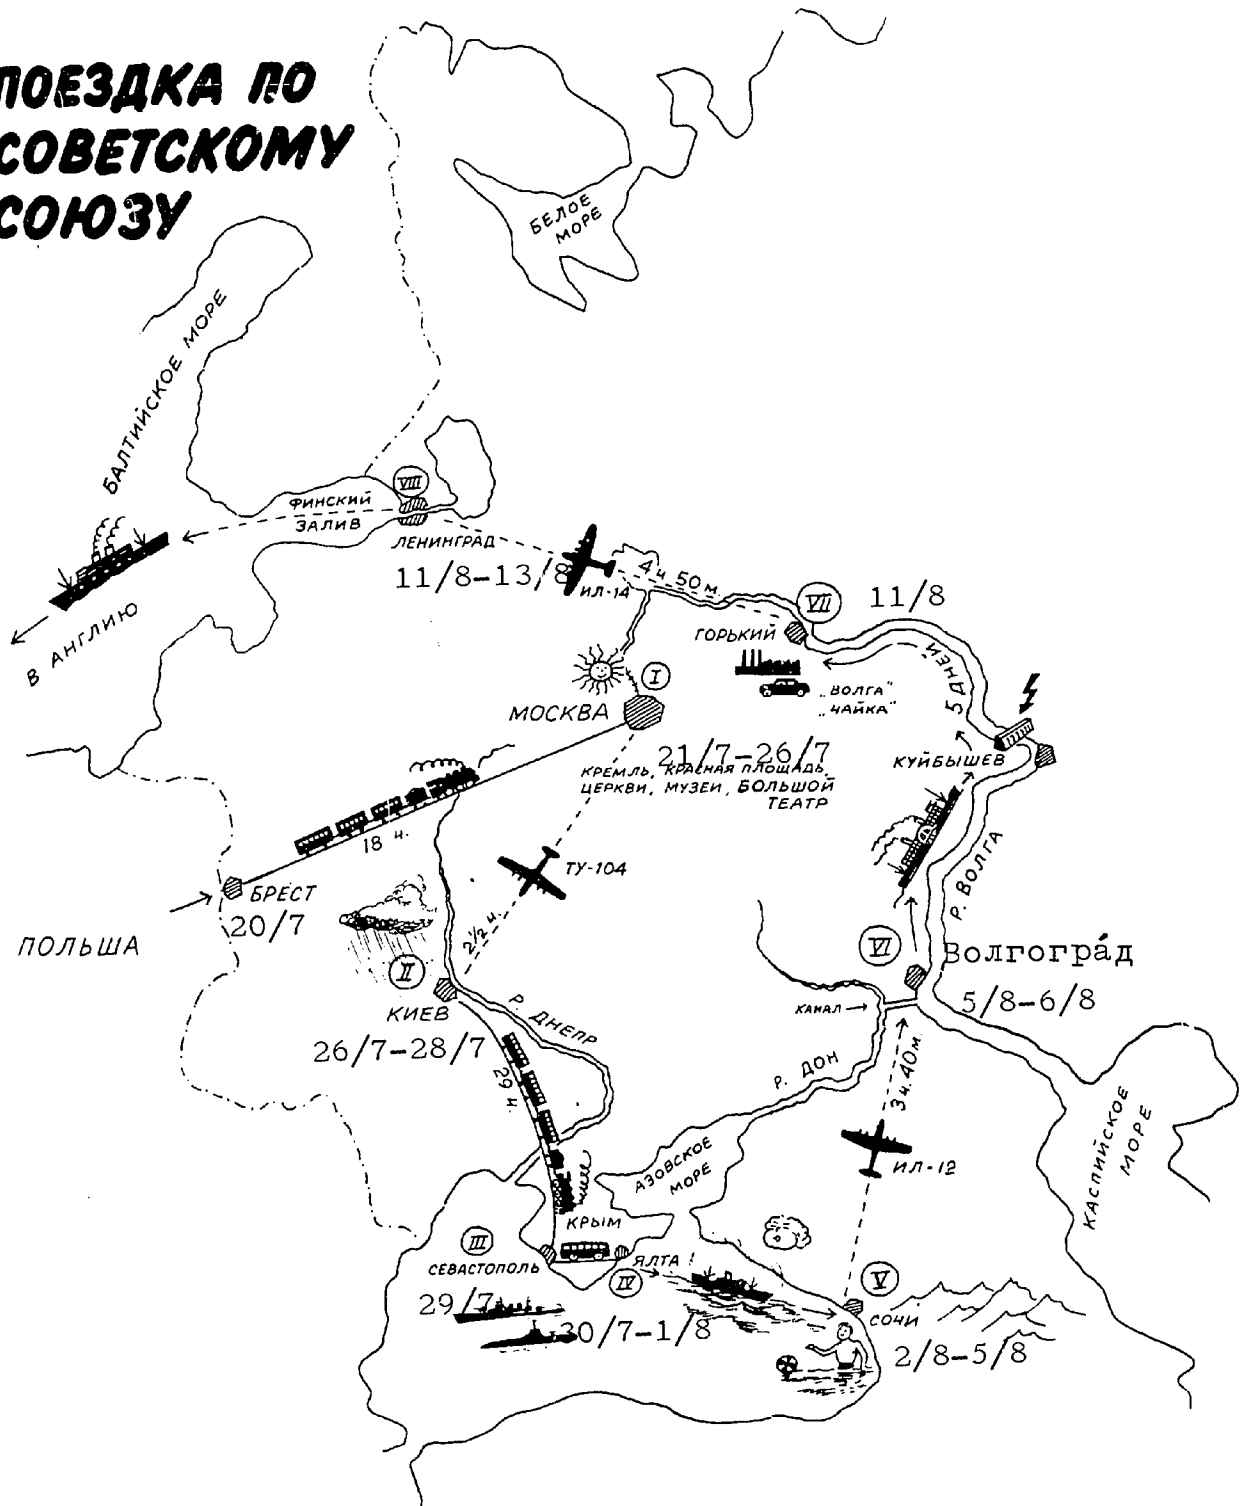 ПОЕЗДКА ПО
СОВЕТСКОМУ
СОЮЗУ
БЕЛОЕ
МОРЕ
БАЛТИЙСКОЕ МОРЕ
VIII
ФИНСКИЙ
ЗАЛИВ
ЛЕНИНГРАД
11/8-13/8
ИЛ-14
4 ч 50 м.
VII
11/8
ГОРЬКИЙ
„ВОЛГА"
„ЧАЙКА"
5 ДНЕЙ
В АНГЛИЮ
I
МОСКВА
21/7-26/7
КРЕМЛЬ, КРАСНАЯ ПЛОЩАДЬ,
ЦЕРКВИ, МУЗЕИ, БОЛЬШОЙ
ТЕАТР
КУЙБЫШЕВ
18 ч.
ТУ-104
БРЕСТ
20/7
ПОЛЬША
2½ ч.
Р. ВОЛГА
II
КИЕВ
26/7-28/7
Р. ДНЕПР
29 ч.
VI
Волгогра́д
5/8-6/8
КАНАЛ
Р. ДОН
3 ч. 40 м.
ИЛ-12
АЗОВСКОЕ
МОРЕ
КАСПИЙСКОЕ
МОРЕ
КРЫМ
III
СЕВАСТОПОЛЬ
29/7
ЯЛТА
IV
30/7-1/8
V
СОЧИ
2/8-5/8